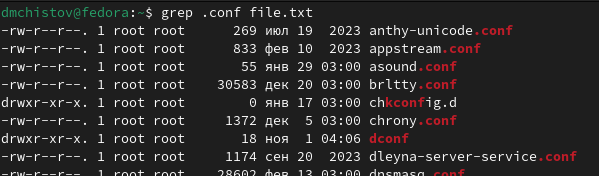 dmchistov@fedora:~$ grep .conf file.txt
-rw-r--r--. 1 root root     269 июл 19  2023 anthy-unicode.conf
-rw-r--r--. 1 root root     833 фев 10  2023 appstream.conf
-rw-r--r--. 1 root root      55 янв 29 03:00 asound.conf
-rw-r--r--. 1 root root   30583 дек 20 03:00 brltty.conf
drwxr-xr-x. 1 root root       0 янв 17 03:00 chkconfig.d
-rw-r--r--. 1 root root    1372 дек  5 03:00 chrony.conf
drwxr-xr-x. 1 root root      18 ноя  1 04:06 dconf
-rw-r--r--. 1 root root    1174 сен 20  2023 dleyna-server-service.conf
-rw-r--r--. 1 root root   28602 фев 13 03:00 dnsmasq.conf